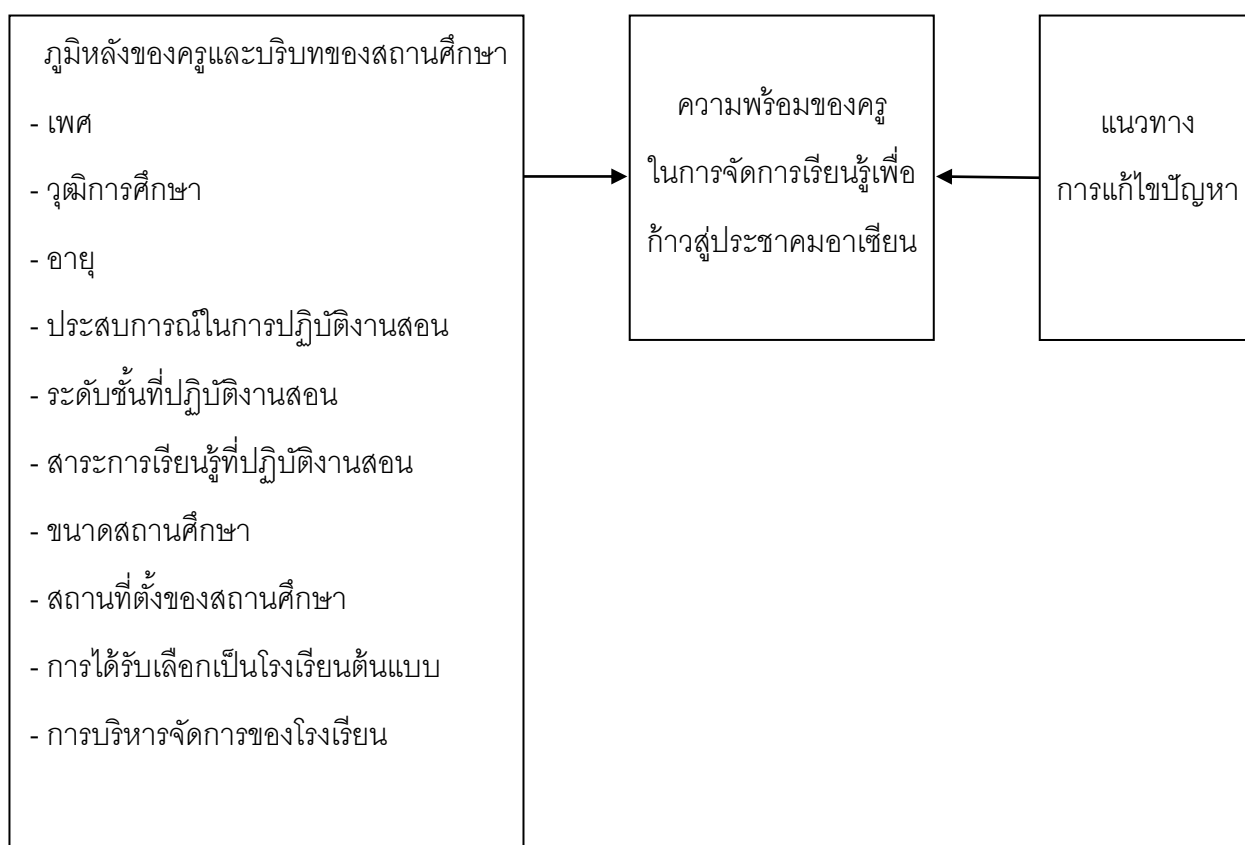 ภูมิหลังของครูและบริบทของสถานศึกษา
- เพศ
- วุฒิการศึกษา
- อายุ
- ประสบการณ์ในการปฏิบัติงานสอน
- ระดับชั้นที่ปฏิบัติงานสอน
- สาระการเรียนรู้ที่ปฏิบัติงานสอน
- ขนาดสถานศึกษา
- สถานที่ตั้งของสถานศึกษา
- การได้รับเลือกเป็นโรงเรียนต้นแบบ
- การบริหารจัดการของโรงเรียน
ความพร้อมของครู
ในการจัดการเรียนรู้เพื่อ
ก้าวสู่ประชาคมอาเซียน
แนวทาง
การแก้ไขปัญหา